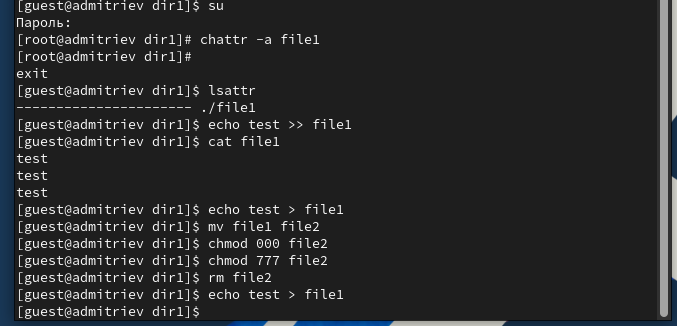 [guest@admitriev dir1]$ su
Пароль:
[root@admitriev dir1]# chattr -a file1
[root@admitriev dir1]#
exit
[guest@admitriev dir1]$ lsattr
---------------------- ./file1
[guest@admitriev dir1]$ echo test >> file1
[guest@admitriev dir1]$ cat file1
test
test
test
[guest@admitriev dir1]$ echo test > file1
[guest@admitriev dir1]$ mv file1 file2
[guest@admitriev dir1]$ chmod 000 file2
[guest@admitriev dir1]$ chmod 777 file2
[guest@admitriev dir1]$ rm file2
[guest@admitriev dir1]$ echo test > file1
[guest@admitriev dir1]$